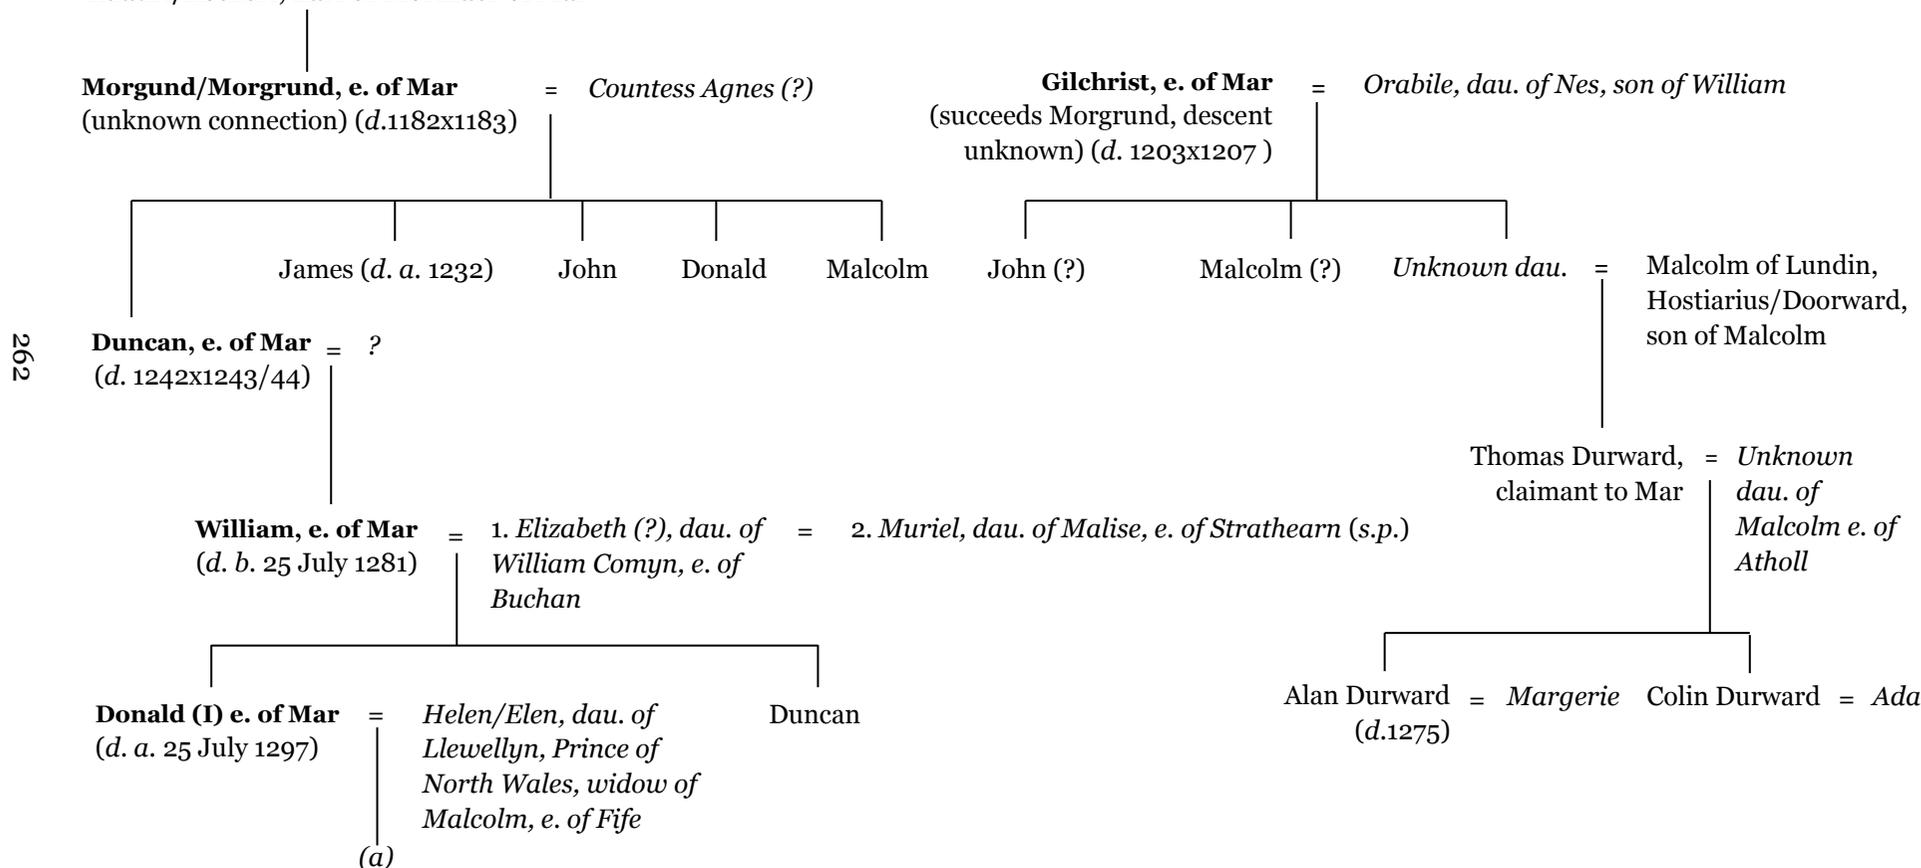 Morgund/Morgrund, e. of Mar = Countess Agnes (?)
(unknown connection) (d.1182x1183)
Gilchrist, e. of Mar = Orabile, dau. of Nes, son of William
(succeeds Morgrund, descent
unknown) (d. 1203x1207 )
James (d. a. 1232) John Donald Malcolm
John (?) Malcolm (?) Unknown dau. = Malcolm of Lundin,
Hostiarius/Doorward,
son of Malcolm
262
Duncan, e. of Mar = ?
(d. 1242x1243/44)
Thomas Durward, = Unknown
claimant to Mar dau. of
Malcolm e. of
Atholl
William, e. of Mar = 1. Elizabeth (?), dau. of = 2. Muriel, dau. of Malise, e. of Strathearn (s.p.)
(d. b. 25 July 1281) William Comyn, e. of
Buchan
Alan Durward = Margerie Colin Durward = Ada
(d.1275)
Donald (I) e. of Mar = Helen/Elen, dau. of Duncan
(d. a. 25 July 1297) Llewellyn, Prince of
North Wales, widow of
Malcolm, e. of Fife
(a)